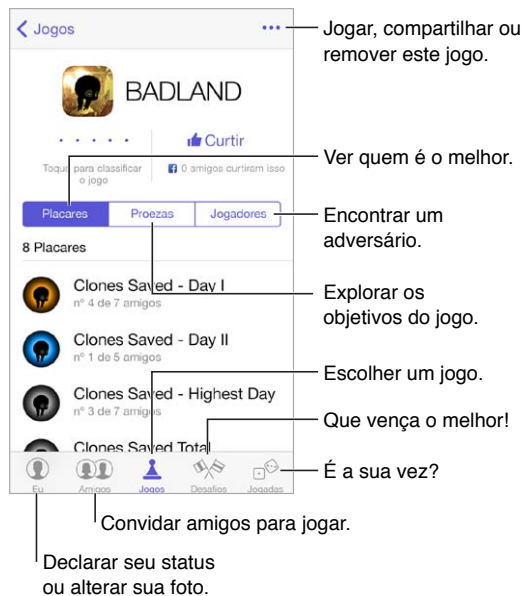 Jogos
Jogar, compartilhar ou
remover este jogo.
BADLAND
Curtir
Toque para classificar
o jogo
0 amigos curtiram isso
Ver quem é o melhor.
Placares
Proezas
Jogadores
Encontrar um
adversário.
8 Placares
Clones Saved - Day I
nº 4 de 7 amigos
Explorar os
objetivos do jogo.
Clones Saved - Day II
nº 1 de 5 amigos
Escolher um jogo.
Clones Saved - Highest Day
nº 3 de 7 amigos
Que vença o melhor!
Clones Saved Total
É a sua vez?
Eu
Amigos
Jogos
Desafios
Jogadas
Convidar amigos para jogar.
Declarar seu status
ou alterar sua foto.